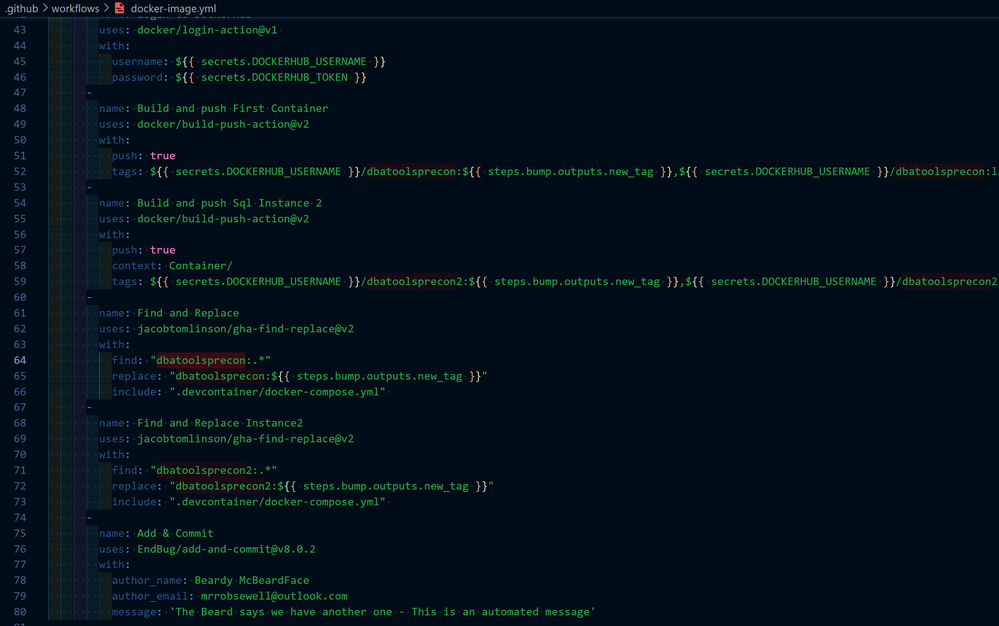 .github > workflows > docker-image.yml
43 uses: docker/login-action@v1
44 with:
45 username: ${{ secrets.DOCKERHUB_USERNAME }}
46 password: ${{ secrets.DOCKERHUB_TOKEN }}
47 -
48 name: Build and push First Container
49 uses: docker/build-push-action@v2
50 with:
51 push: true
52 tags: ${{ secrets.DOCKERHUB_USERNAME }}/dbatoolsprecon:${{ steps.bump.outputs.new_tag }},${{ secrets.DOCKERHUB_USERNAME }}/dbatoolsprecon:
53 -
54 name: Build and push Sql Instance 2
55 uses: docker/build-push-action@v2
56 with:
57 push: true
58 context: Container/
59 tags: ${{ secrets.DOCKERHUB_USERNAME }}/dbatoolsprecon2:${{ steps.bump.outputs.new_tag }},${{ secrets.DOCKERHUB_USERNAME }}/dbatoolsprecon2
60 -
61 name: Find and Replace
62 uses: jacobtomlinson/gha-find-replace@v2
63 with:
64 find: "dbatoolsprecon:.*"
65 replace: "dbatoolsprecon:${{ steps.bump.outputs.new_tag }}"
66 include: ".devcontainer/docker-compose.yml"
67 -
68 name: Find and Replace Instance2
69 uses: jacobtomlinson/gha-find-replace@v2
70 with:
71 find: "dbatoolsprecon2:.*"
72 replace: "dbatoolsprecon2:${{ steps.bump.outputs.new_tag }}"
73 include: ".devcontainer/docker-compose.yml"
74 -
75 name: Add & Commit
76 uses: EndBug/add-and-commit@v8.0.2
77 with:
78 author_name: Beardy McBeardFace
79 author_email: mrrobsewell@outlook.com
80 message: 'The Beard says we have another one - This is an automated message'